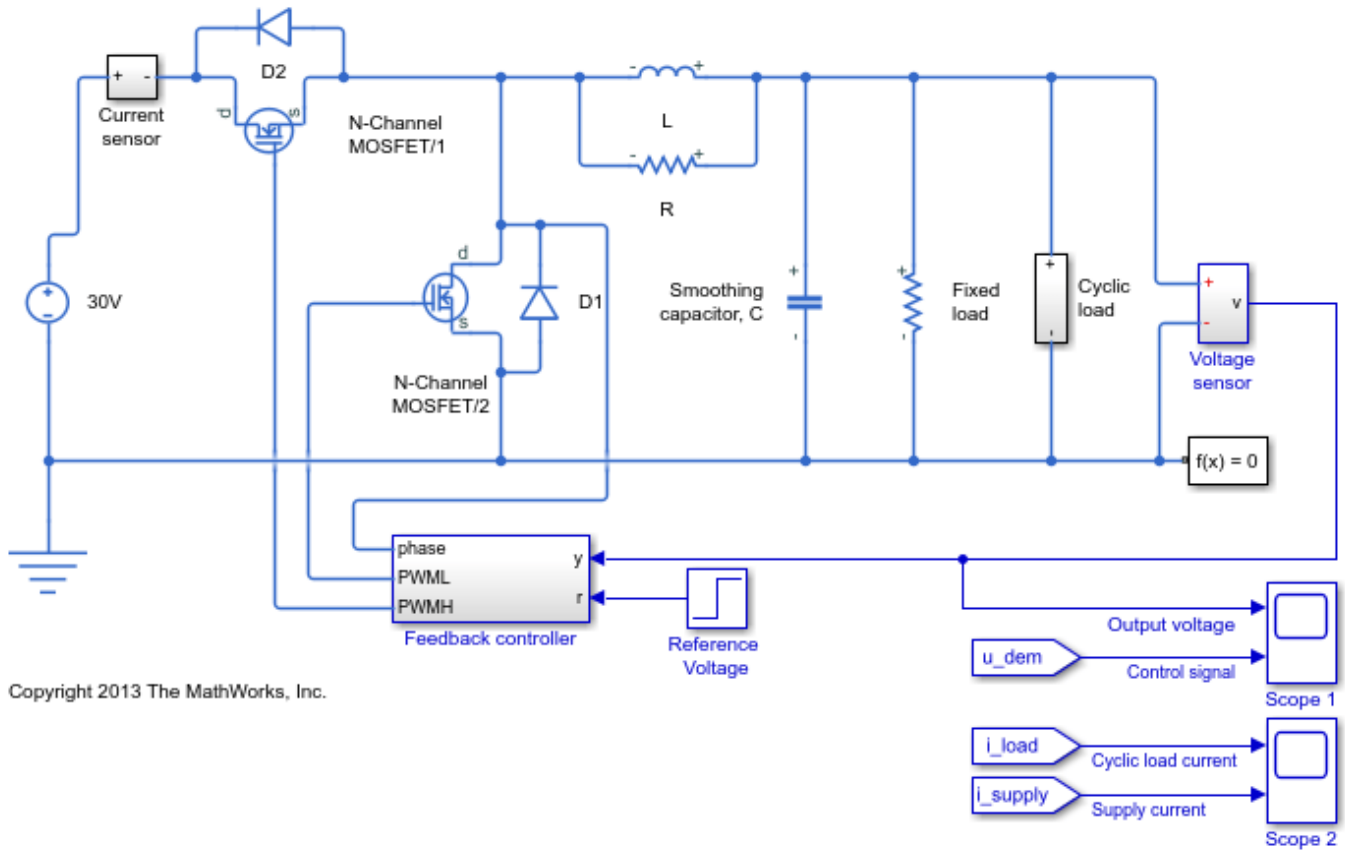 D2
+ -
Current
sensor
d
s
N-Channel
MOSFET/1
- +
L
- +
R
30V
+
-
d
s
D1
N-Channel
MOSFET/2
Smoothing
capacitor, C
+
-
Fixed
load
+
-
Cyclic
load
+
-
+
-
v
Voltage
sensor
f(x) = 0
phase
PWML
PWMH
y
r
Feedback controller
Reference
Voltage
Output voltage
u_dem
Control signal
Scope 1
i_load
Cyclic load current
i_supply
Supply current
Scope 2
Copyright 2013 The MathWorks, Inc.